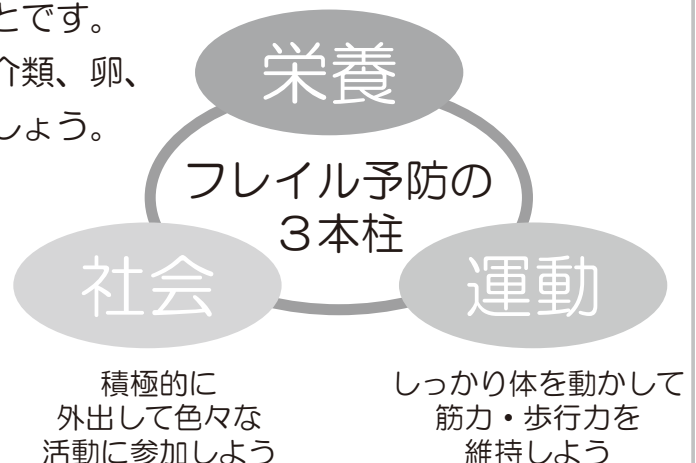 とです。
介類、卵、
しょう。
栄養
フレイル予防の
３本柱
社会
運動
積極的に
外出して色々な
活動に参加しよう
しっかり体を動かして
筋力・歩行力を
維持しよう